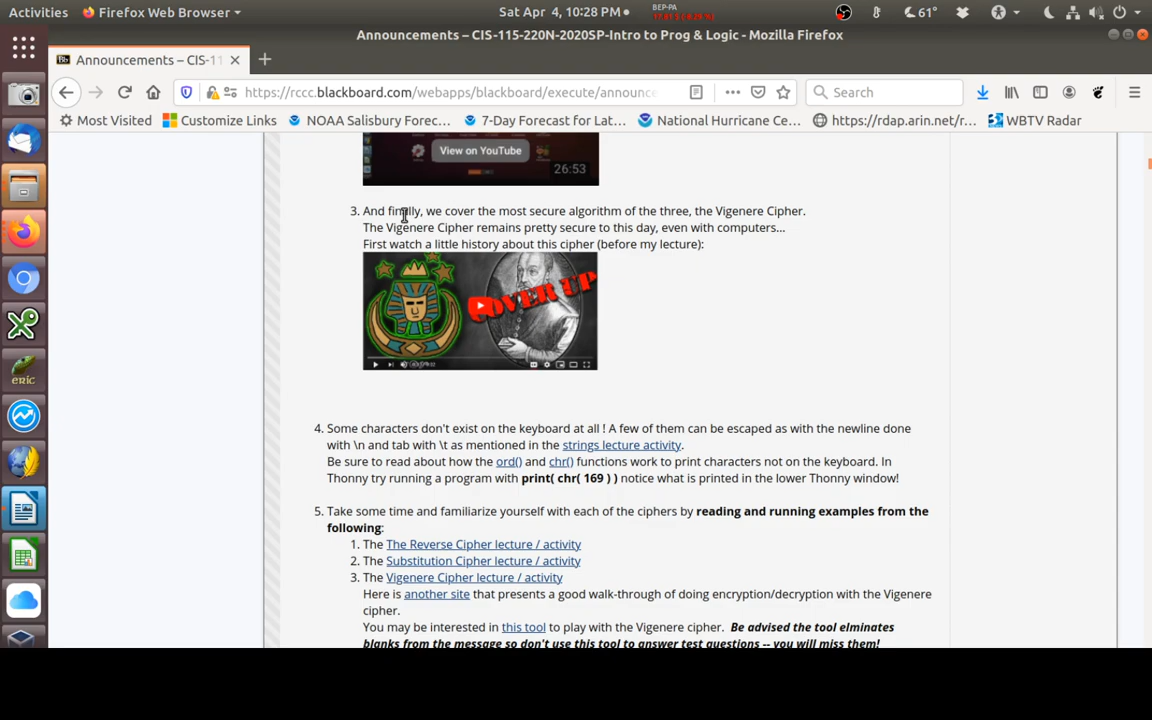 Activities Firefox Web Browser Sat Apr 4, 10:28 PM BEP-PA 61°
Announcements – CIS-115-220N-2020SP-Intro to Prog & Logic - Mozilla Firefox
Announcements – CIS-11
https://rccc.blackboard.com/webapps/blackboard/execute/announce Search
Most Visited Customize Links NOAA Salisbury Forec... 7-Day Forecast for Lat... National Hurricane Ce... https://rdap.arin.net/r... WBTV Radar
View on YouTube
26:53
3. And finally, we cover the most secure algorithm of the three, the Vigenere Cipher.
The Vigenere Cipher remains pretty secure to this day, even with computers...
First watch a little history about this cipher (before my lecture):
COVER UP
4. Some characters don't exist on the keyboard at all ! A few of them can be escaped as with the newline done
with \n and tab with \t as mentioned in the strings lecture activity.
Be sure to read about how the ord() and chr() functions work to print characters not on the keyboard. In
Thonny try running a program with print( chr( 169 ) ) notice what is printed in the lower Thonny window!
5. Take some time and familiarize yourself with each of the ciphers by reading and running examples from the
following:
1. The The Reverse Cipher lecture / activity
2. The Substitution Cipher lecture / activity
3. The Vigenere Cipher lecture / activity
Here is another site that presents a good walk-through of doing encryption/decryption with the Vigenere
cipher.
You may be interested in this tool to play with the Vigenere cipher. Be advised the tool elminates
blanks from the message so don't use this tool to answer test questions -- you will miss them!
eric